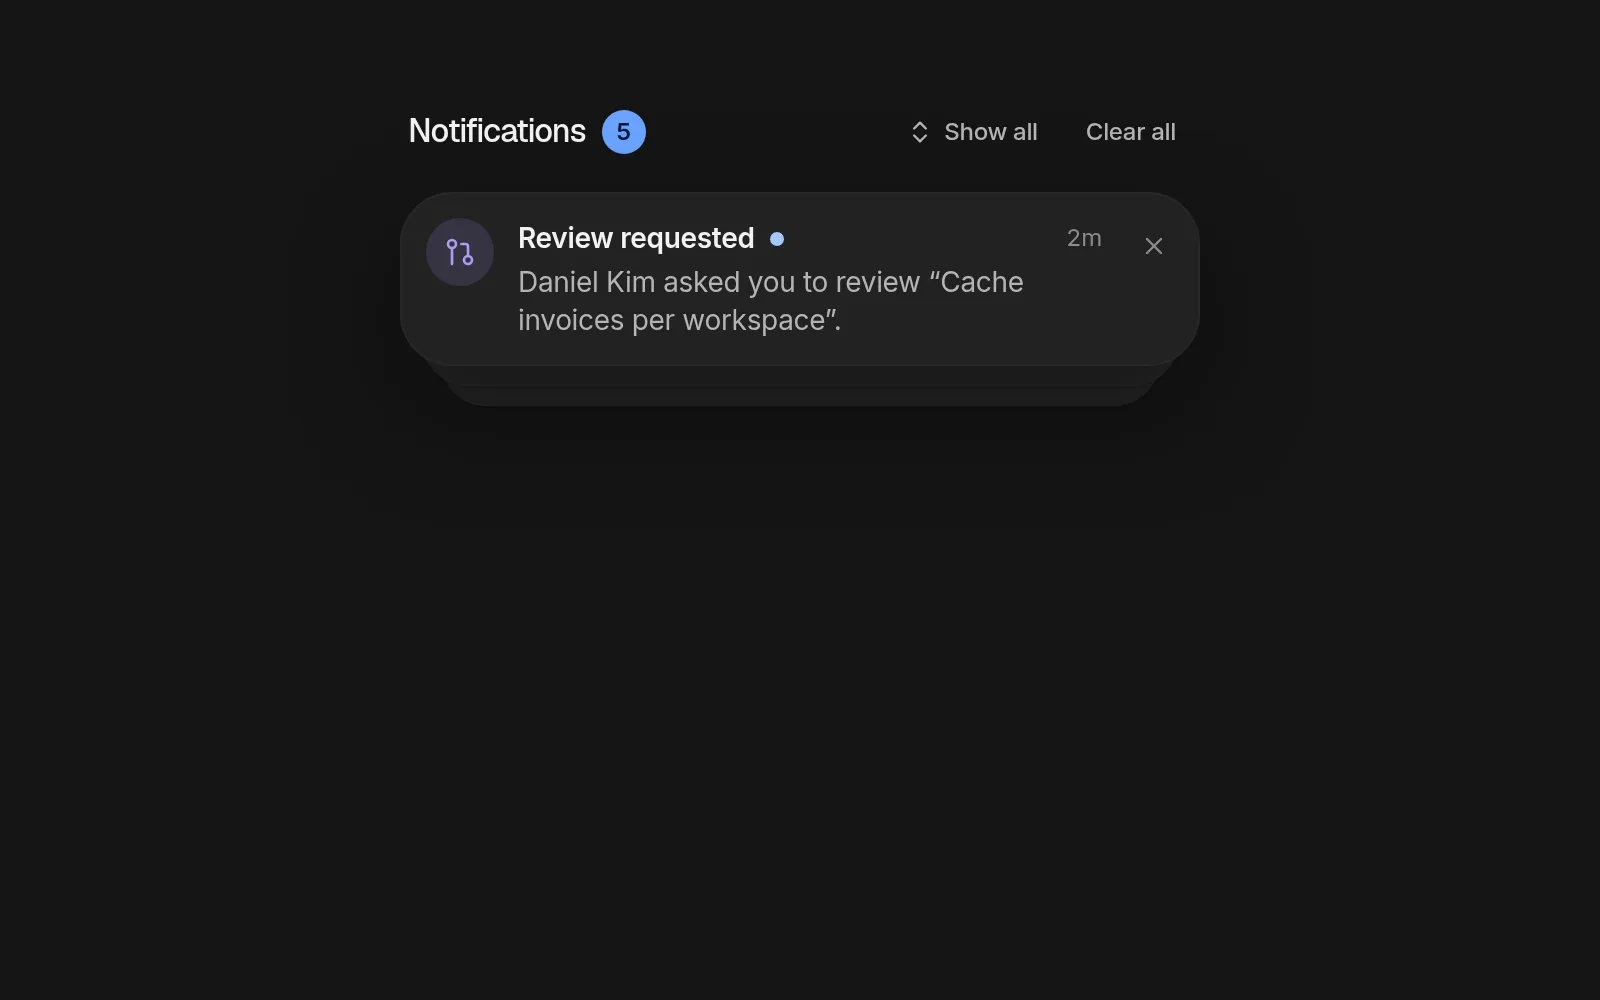 Notifications 5 Show all Clear all
Review requested 2m
Daniel Kim asked you to review “Cache
invoices per workspace”.